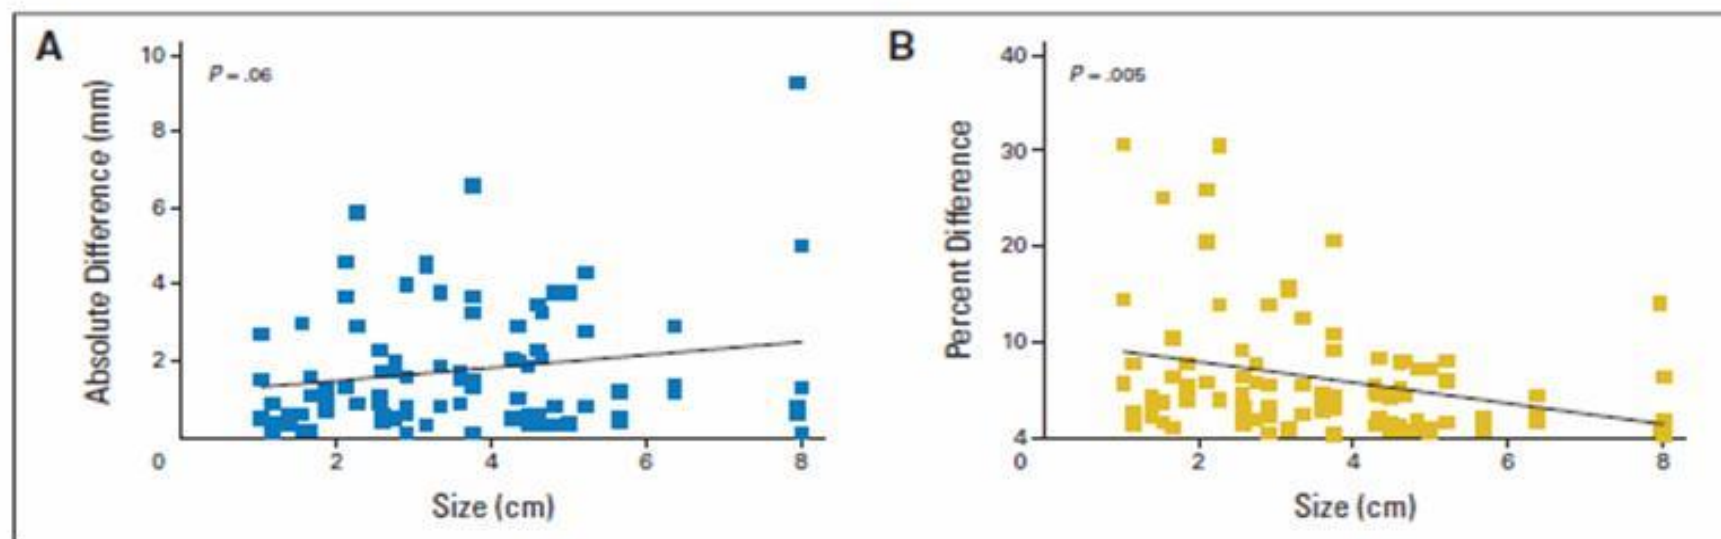 A
P = .06
Absolute Difference (mm)
10
8
6
4
2
0
2
4
6
8
Size (cm)
B
P = .005
Percent Difference
40
30
20
10
4
0
2
4
6
8
Size (cm)